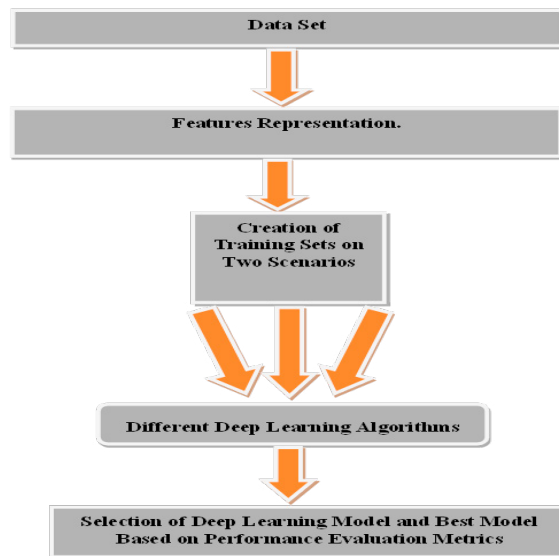 Data Set
Features Representation.
Creation of
Training Sets on
Two Scenarios
Different Deep Learning Algorithms
Selection of Deep Learning Model and Best Model
Based on Performance Evaluation Metrics